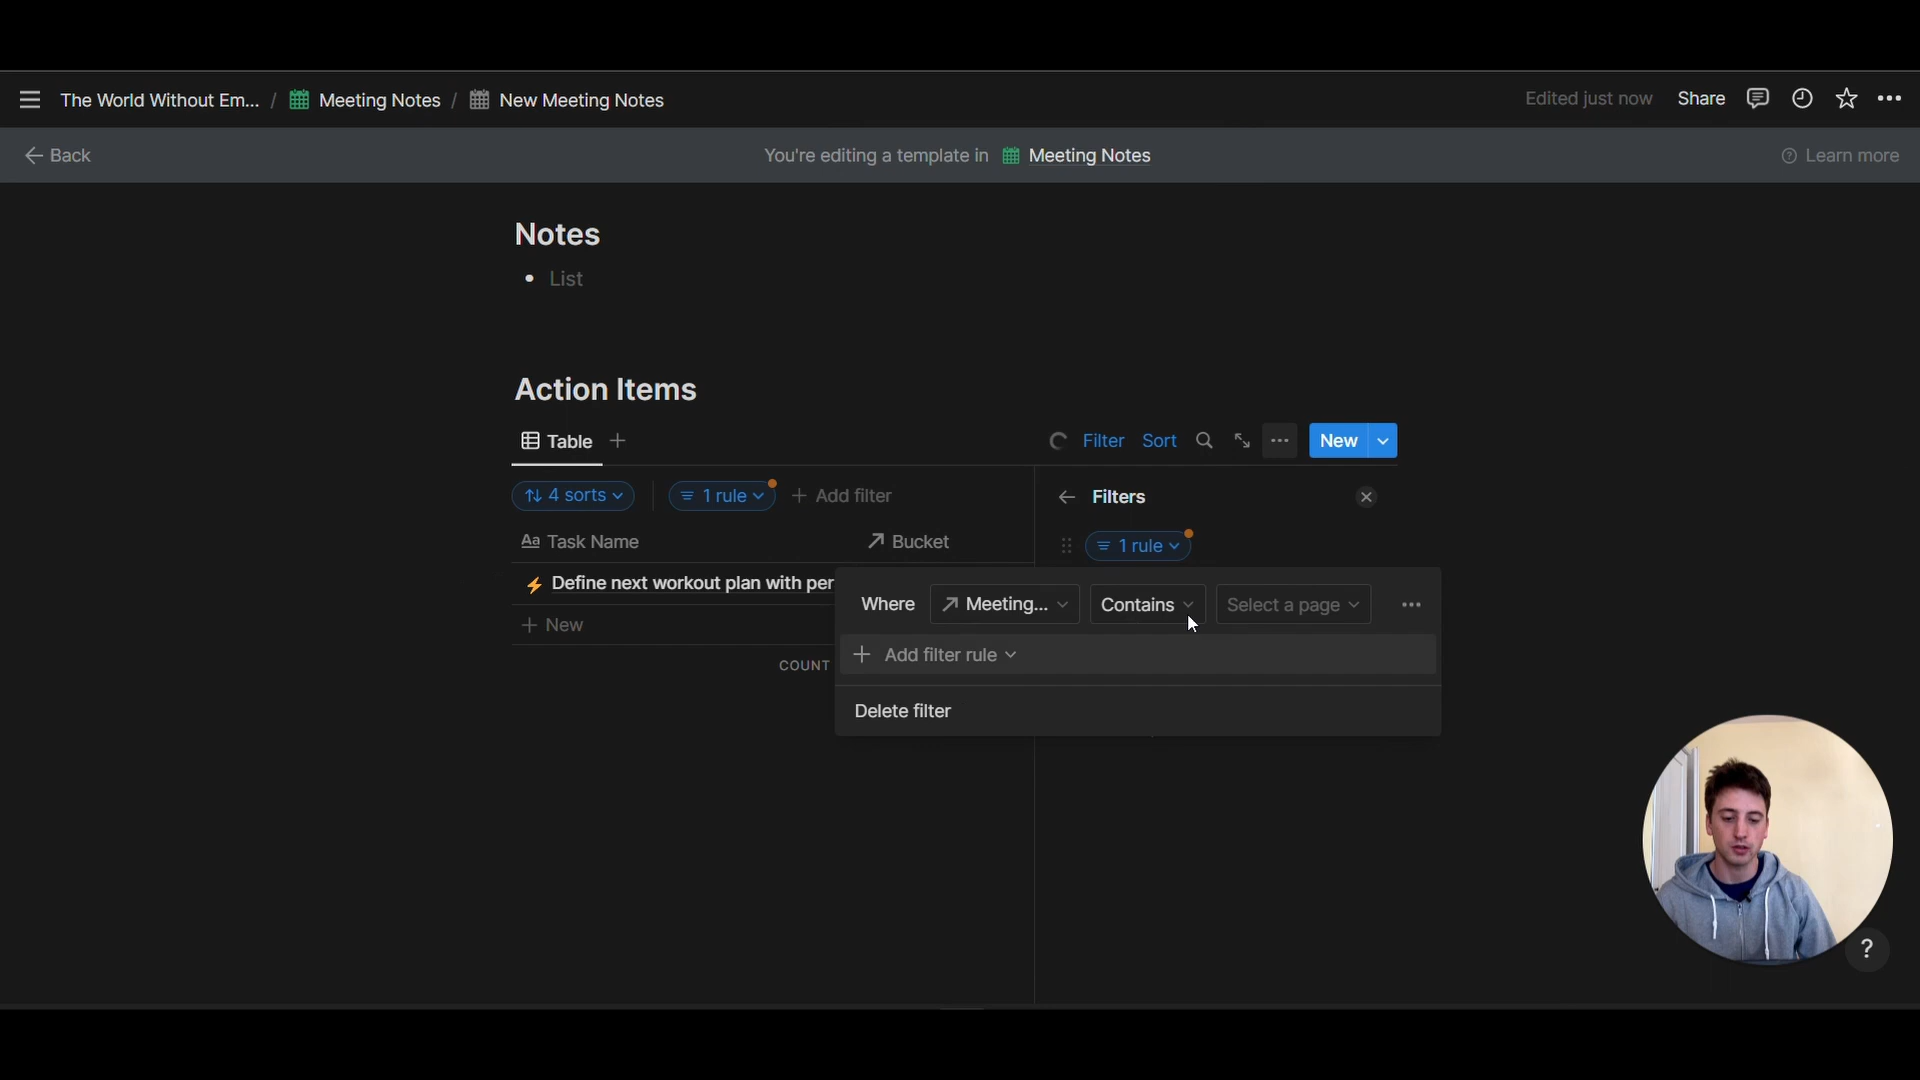 The World Without Em... / Meeting Notes / New Meeting Notes
Edited just now Share
Back
You're editing a template in Meeting Notes
Learn more
Notes
• List
Action Items
Table
Filter Sort New
4 sorts 1 rule + Add filter
Filters
Aa Task Name Bucket
1 rule
Define next workout plan with per
Where Meeting... Contains Select a page
+ New
+ Add filter rule
COUNT
Delete filter
?